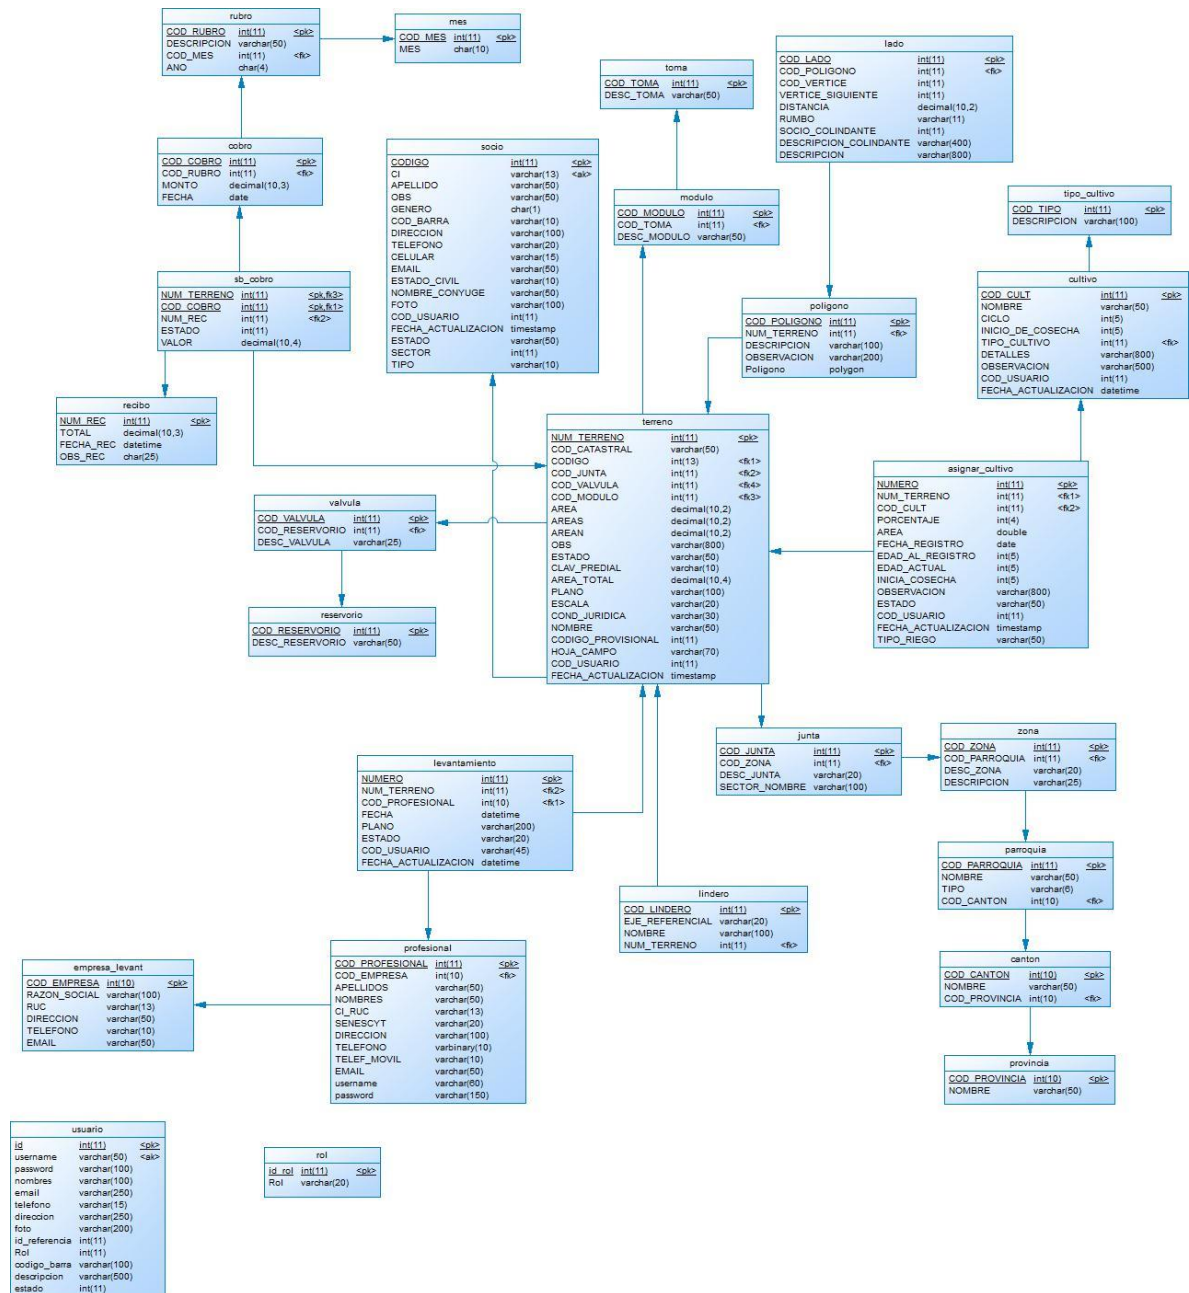 rubro
COD_RUBRO int(11) <pk>
DESCRIPCION varchar(50)
COD_MES int(11) <fk>
ANO char(4)
mes
COD_MES int(11) <pk>
MES char(10)
cobro
COD_COBRO int(11) <pk>
COD_RUBRO int(11) <fk>
MONTO decimal(10,3)
FECHA date
sb_cobro
NUM_TERRENO int(11) <pk,fk3>
COD_COBRO int(11) <pk,fk1>
NUM_REC int(11) <fk2>
ESTADO int(11)
VALOR decimal(10,4)
recibo
NUM_REC int(11) <pk>
TOTAL decimal(10,3)
FECHA_REC datetime
OBS_REC char(25)
socio
CODIGO int(11) <pk>
CI varchar(13) <ak>
APELLIDO varchar(50)
OBS varchar(50)
GENERO char(1)
COD_BARRA varchar(10)
DIRECCION varchar(100)
TELEFONO varchar(20)
CELULAR varchar(15)
EMAIL varchar(50)
ESTADO_CIVIL varchar(10)
NOMBRE_CONYUGE varchar(50)
FOTO varchar(100)
COD_USUARIO int(11)
FECHA_ACTUALIZACION timestamp
ESTADO varchar(50)
SECTOR int(11)
TIPO varchar(10)
toma
COD_TOMA int(11) <pk>
DESC_TOMA varchar(50)
modulo
COD_MODULO int(11) <pk>
COD_TOMA int(11) <fk>
DESC_MODULO varchar(50)
lado
COD_LADO int(11) <pk>
COD_POLIGONO int(11) <fk>
COD_VERTICE int(11)
VERTICE_SIGUIENTE int(11)
DISTANCIA decimal(10,2)
RUMBO varchar(11)
SOCIO_COLINDANTE int(11)
DESCRIPCION_COLINDANTE varchar(400)
DESCRIPCION varchar(800)
poligono
COD_POLIGONO int(11) <pk>
NUM_TERRENO int(11) <fk>
DESCRIPCION varchar(100)
OBSERVACION varchar(200)
Poligono polygon
tipo_cultivo
COD_TIPO int(11) <pk>
DESCRIPCION varchar(100)
cultivo
COD_CULT int(11) <pk>
NOMBRE varchar(50)
CICLO int(5)
INICIO_DE_COSECHA int(5)
TIPO_CULTIVO int(11) <fk>
DETALLES varchar(800)
OBSERVACION varchar(500)
COD_USUARIO int(11)
FECHA_ACTUALIZACION datetime
terreno
NUM_TERRENO int(11) <pk>
COD_CATASTRAL varchar(50)
CODIGO int(13) <fk1>
COD_JUNTA int(11) <fk2>
COD_VALVULA int(11) <fk4>
COD_MODULO int(11) <fk3>
AREA decimal(10,2)
AREAS decimal(10,2)
AREAN decimal(10,2)
OBS varchar(800)
ESTADO varchar(50)
CLAV_PREDIAL varchar(10)
AREA_TOTAL decimal(10,4)
PLANO varchar(100)
ESCALA varchar(20)
COND_JURIDICA varchar(30)
NOMBRE varchar(50)
CODIGO_PROVISIONAL int(11)
HOJA_CAMPO varchar(70)
COD_USUARIO int(11)
FECHA_ACTUALIZACION timestamp
asignar_cultivo
NUMERO int(11) <pk>
NUM_TERRENO int(11) <fk1>
COD_CULT int(11) <fk2>
PORCENTAJE int(4)
AREA double
FECHA_REGISTRO date
EDAD_AL_REGISTRO int(5)
EDAD_ACTUAL int(5)
INICIA_COSECHA int(5)
OBSERVACION varchar(800)
ESTADO varchar(50)
COD_USUARIO int(11)
FECHA_ACTUALIZACION timestamp
TIPO_RIEGO varchar(50)
valvula
COD_VALVULA int(11) <pk>
COD_RESERVORIO int(11) <fk>
DESC_VALVULA varchar(25)
reservorio
COD_RESERVORIO int(11) <pk>
DESC_RESERVORIO varchar(50)
junta
COD_JUNTA int(11) <pk>
COD_ZONA int(11) <fk>
DESC_JUNTA varchar(20)
SECTOR_NOMBRE varchar(100)
zona
COD_ZONA int(11) <pk>
COD_PARROQUIA int(11) <fk>
DESC_ZONA varchar(20)
DESCRIPCION varchar(25)
levantamiento
NUMERO int(11) <pk>
NUM_TERRENO int(11) <fk2>
COD_PROFESIONAL int(10) <fk1>
FECHA datetime
PLANO varchar(200)
ESTADO varchar(20)
COD_USUARIO varchar(45)
FECHA_ACTUALIZACION datetime
parroquia
COD_PARROQUIA int(11) <pk>
NOMBRE varchar(50)
TIPO varchar(6)
COD_CANTON int(10) <fk>
lindero
COD_LINDERO int(11) <pk>
EJE_REFERENCIAL varchar(20)
NOMBRE varchar(100)
NUM_TERRENO int(11) <fk>
profesional
COD_PROFESIONAL int(11) <pk>
COD_EMPRESA int(10) <fk>
APELLIDOS varchar(50)
NOMBRES varchar(50)
CI_RUC varchar(13)
SENESCYT varchar(20)
DIRECCION varchar(100)
TELEFONO varbinary(10)
TELEF_MOVIL varchar(10)
EMAIL varchar(50)
username varchar(60)
password varchar(150)
empresa_levant
COD_EMPRESA int(10) <pk>
RAZON_SOCIAL varchar(100)
RUC varchar(13)
DIRECCION varchar(50)
TELEFONO varchar(10)
EMAIL varchar(50)
canton
COD_CANTON int(10) <pk>
NOMBRE varchar(50)
COD_PROVINCIA int(10) <fk>
provincia
COD_PROVINCIA int(10) <pk>
NOMBRE varchar(50)
usuario
id int(11) <pk>
username varchar(50) <ak>
password varchar(100)
nombres varchar(100)
email varchar(250)
telefono varchar(15)
direccion varchar(250)
foto varchar(200)
id_referencia int(11)
Rol int(11)
codigo_barra varchar(100)
descripcion varchar(500)
estado int(11)
rol
id_rol int(11) <pk>
Rol varchar(20)